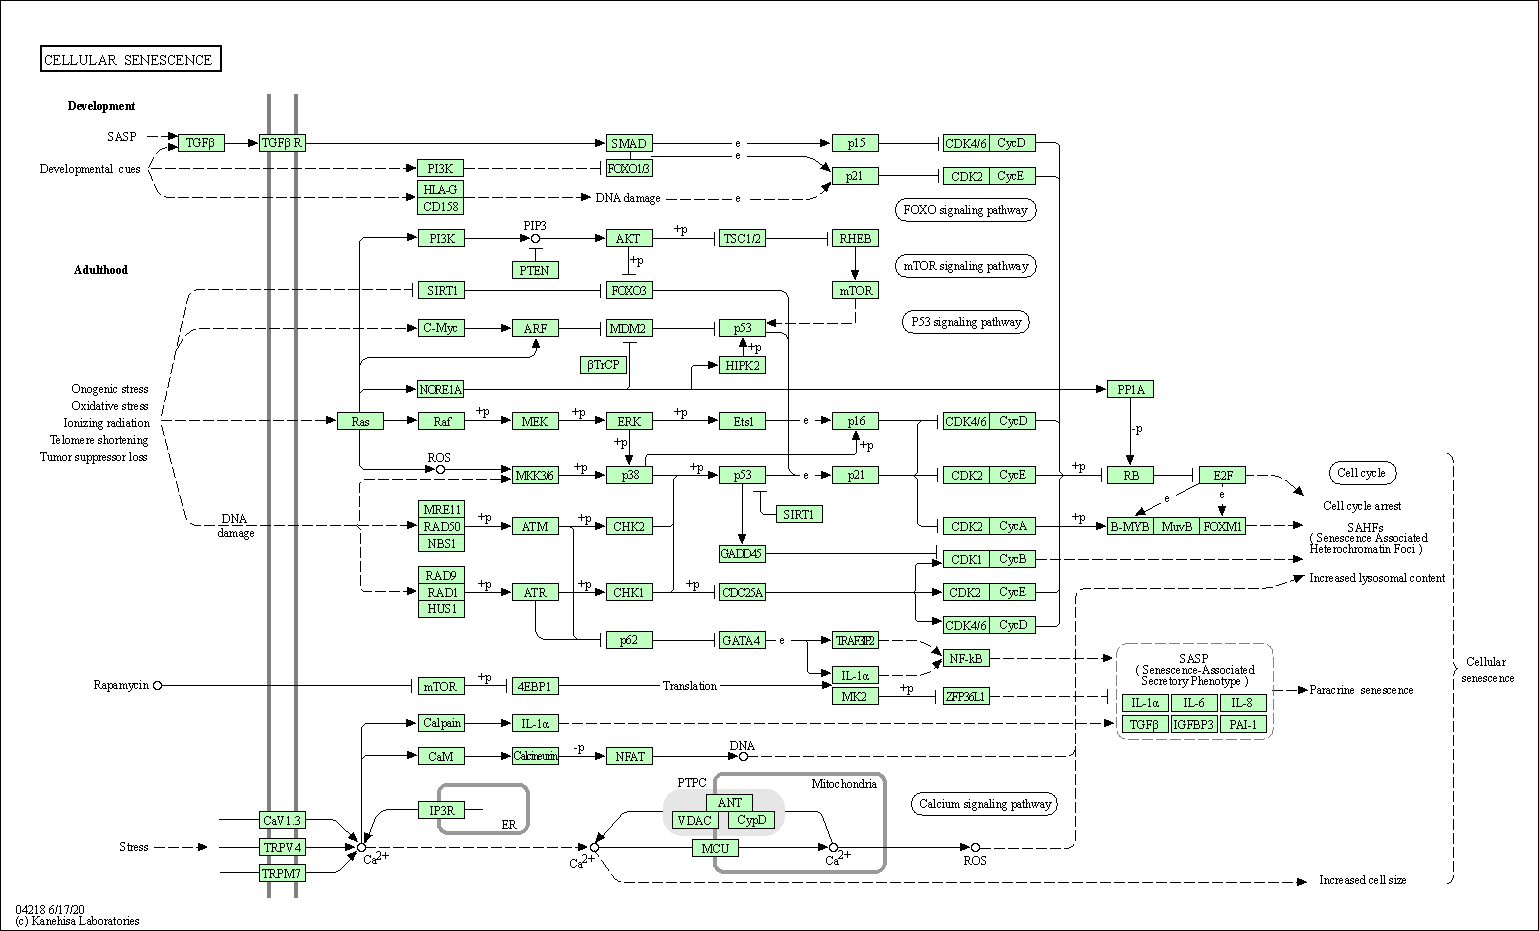 CELLULAR SENESCENCE
Development
SASP
TGFβ
TGFβ R
SMAD
e
p15
CDK4/6 CycD
e
Developmental cues
PI3K
FOXO1/3
p21
CDK2 CycE
HLA-G
CD158
DNA damage
e
FOXO signaling pathway
PI3K
PIP3
AKT
+p
TSC1/2
RHEB
PTEN
+p
mTOR signaling pathway
Adulthood
SIRT1
FOXO3
mTOR
C-Myc
ARF
MDM2
p53
P53 signaling pathway
+p
βTrCP
HIPK2
Onogenic stress
Oxidative stress
Ionizing radiation
Telomere shortening
Tumor suppressor loss
NORE1A
PP1A
Ras
Raf
+p
MEK
+p
ERK
+p
Ets1
e
p16
CDK4/6 CycD
-p
+p
+p
ROS
MKK3/6
+p
p38
+p
p53
e
p21
CDK2 CycE
+p
RB
E2F
Cell cycle
e
e
Cell cycle arrest
DNA
damage
MRE11
RAD50
NBS1
+p
ATM
+p
CHK2
SIRT1
CDK2 CycA
+p
B-MYB MuvB FOXM1
SAHFs
( Senescence Associated
Heterochromatin Foci )
GADD45
CDK1 CycB
RAD9
RAD1
HUS1
+p
ATR
+p
CHK1
+p
CDC25A
CDK2 CycE
Increased lysosomal content
CDK4/6 CycD
p62
GATA4
e
TRAF3IP2
NF-kB
IL-1α
SASP
( Senescence-Associated
Secretory Phenotype )
IL-1α IL-6 IL-8
TGFβ IGFBP3 PAI-1
Cellular
senescence
Paracrine senescence
Rapamycin
mTOR
+p
4EBP1
Translation
MK2
+p
ZFP36L1
Calpain
IL-1α
CaM
Calcineurin
-p
NFAT
DNA
PTPC
Mitochondria
ANT
VDAC
CypD
Calcium signaling pathway
IP3R
ER
CaV1.3
Stress
TRPV4
Ca2+
Ca2+
MCU
Ca2+
ROS
TRPM7
Increased cell size
04218 6/17/20
(c) Kanehisa Laboratories